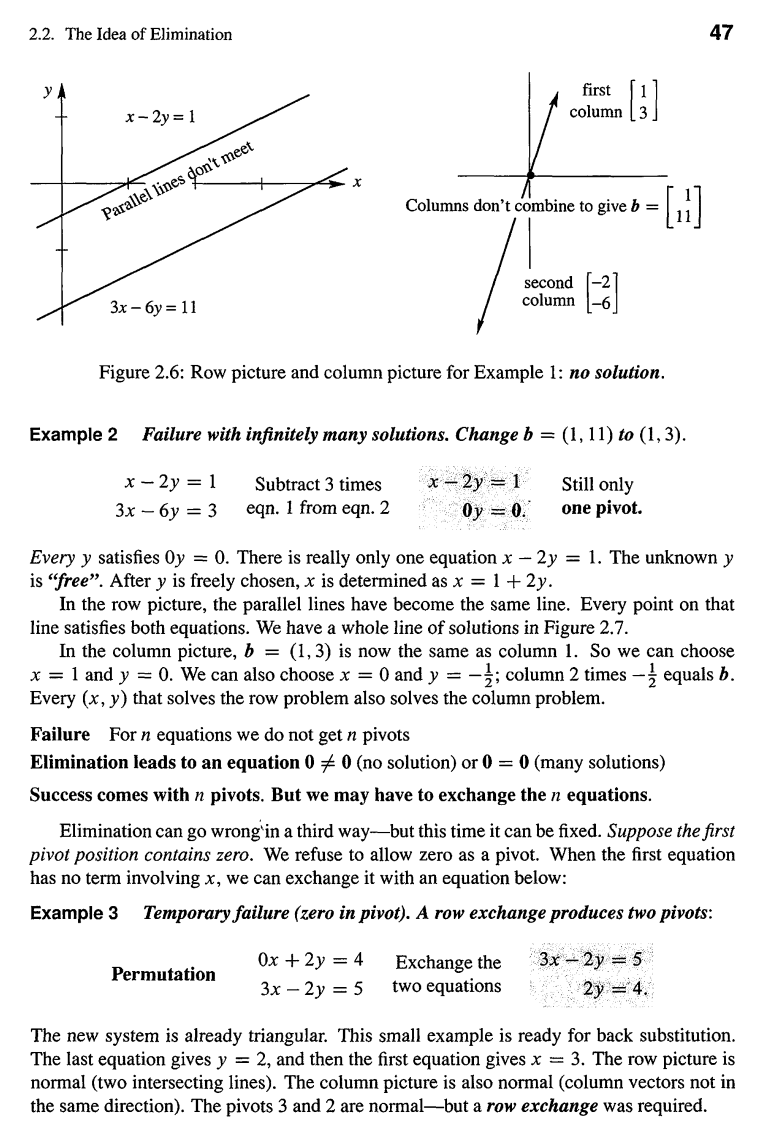 2.2. The Idea of Elimination 47
y
x − 2y = 1
Parallel lines don't meet
x
3x − 6y = 11
first column [1 3]
Columns don't combine to give b = [1 11]
second column [−2 −6]
Figure 2.6: Row picture and column picture for Example 1: no solution.
Example 2 Failure with infinitely many solutions. Change b = (1, 11) to (1, 3).
x − 2y = 1 Subtract 3 times x − 2y = 1 Still only
3x − 6y = 3 eqn. 1 from eqn. 2 0y = 0. one pivot.
Every y satisfies 0y = 0. There is really only one equation x − 2y = 1. The unknown y
is “free”. After y is freely chosen, x is determined as x = 1 + 2y.
In the row picture, the parallel lines have become the same line. Every point on that
line satisfies both equations. We have a whole line of solutions in Figure 2.7.
In the column picture, b = (1, 3) is now the same as column 1. So we can choose
x = 1 and y = 0. We can also choose x = 0 and y = −1/2; column 2 times −1/2 equals b.
Every (x, y) that solves the row problem also solves the column problem.
Failure For n equations we do not get n pivots
Elimination leads to an equation 0 ≠ 0 (no solution) or 0 = 0 (many solutions)
Success comes with n pivots. But we may have to exchange the n equations.
Elimination can go wrong in a third way—but this time it can be fixed. Suppose the first
pivot position contains zero. We refuse to allow zero as a pivot. When the first equation
has no term involving x, we can exchange it with an equation below:
Example 3 Temporary failure (zero in pivot). A row exchange produces two pivots:
Permutation
0x + 2y = 4 Exchange the 3x − 2y = 5
3x − 2y = 5 two equations 2y = 4.
The new system is already triangular. This small example is ready for back substitution.
The last equation gives y = 2, and then the first equation gives x = 3. The row picture is
normal (two intersecting lines). The column picture is also normal (column vectors not in
the same direction). The pivots 3 and 2 are normal—but a row exchange was required.